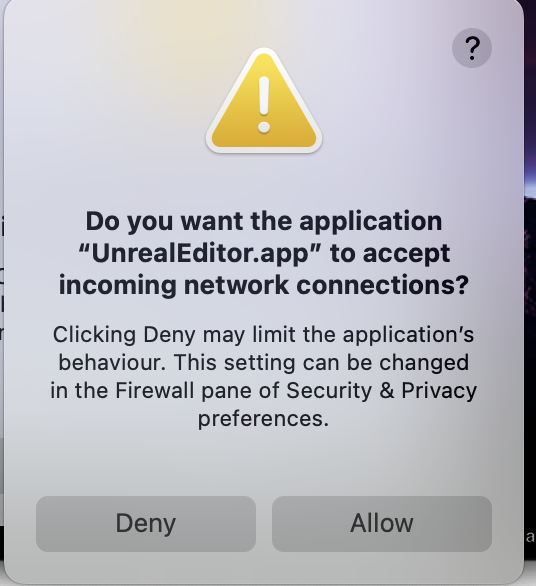 ?
Do you want the application
“UnrealEditor.app” to accept
incoming network connections?
Clicking Deny may limit the application’s
behaviour. This setting can be changed
in the Firewall pane of Security & Privacy
preferences.
Deny
Allow